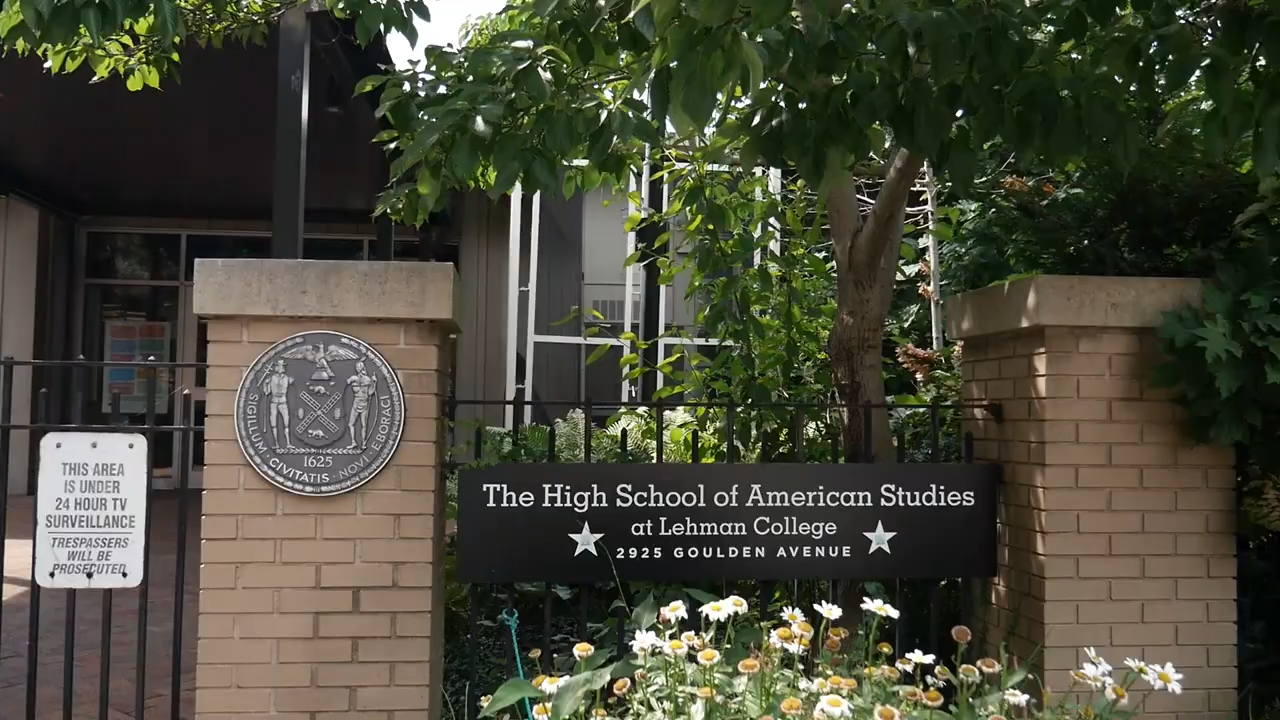 THIS AREA
IS UNDER
24 HOUR TV
SURVEILLANCE
TRESPASSERS
WILL BE
PROSECUTED
SIGILLUM · CIVITATIS · NOVI · EBORACI
1625
The High School of American Studies
at Lehman College
2925 GOULDEN AVENUE